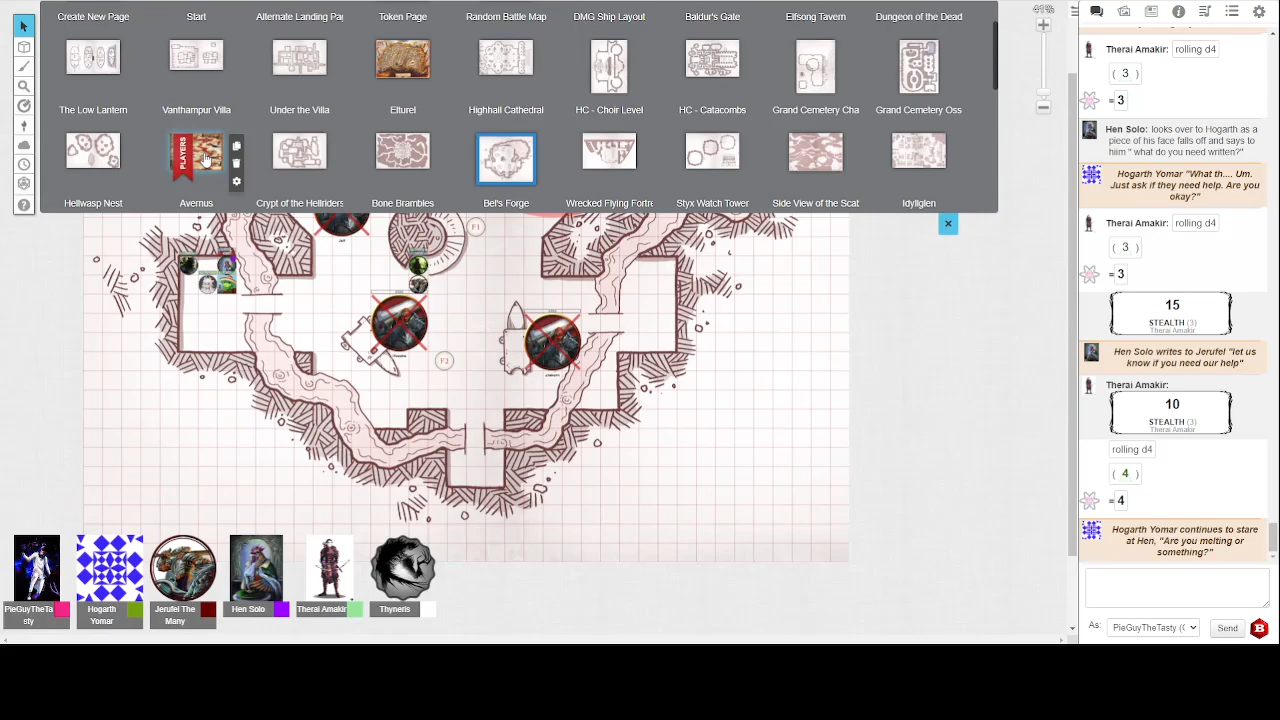 Create New Page Start Alternate Landing Pag Token Page Random Battle Map DMG Ship Layout Baldur's Gate Elfsong Tavern Dungeon of the Dead
The Low Lantern Vanthampur Villa Under the Villa Elturel Highhall Cathedral HC - Choir Level HC - Catacombs Grand Cemetery Cha Grand Cemetery Oss
PLAYERS
Hellwasp Nest Avernus Crypt of the Hellriders Bone Brambles Bel's Forge Wrecked Flying Fortre Styx Watch Tower Side View of the Scat Idyllglen
F1
F2
PieGuyTheTa
sty
Hogarth
Yomar
Jerufel The
Many
Hen Solo
Therai Amakir
Thyneris
Therai Amakir: rolling d4
( 3 )
=3
Hen Solo: looks over to Hogarth as a
piece of his face falls off and says to
hiim " what do you need written?"
Hogarth Yomar "What th.... Um.
Just ask if they need help. Are you
okay?"
Therai Amakir: rolling d4
( 3 )
=3
15
STEALTH (3)
Therai Amakir
Hen Solo writes to Jerufel "let us
know if you need our help"
Therai Amakir:
10
STEALTH (3)
Therai Amakir
rolling d4
( 4 )
=4
Hogarth Yomar continues to stare
at Hen, "Are you melting or
something?"
As: PieGuyTheTasty (G Send